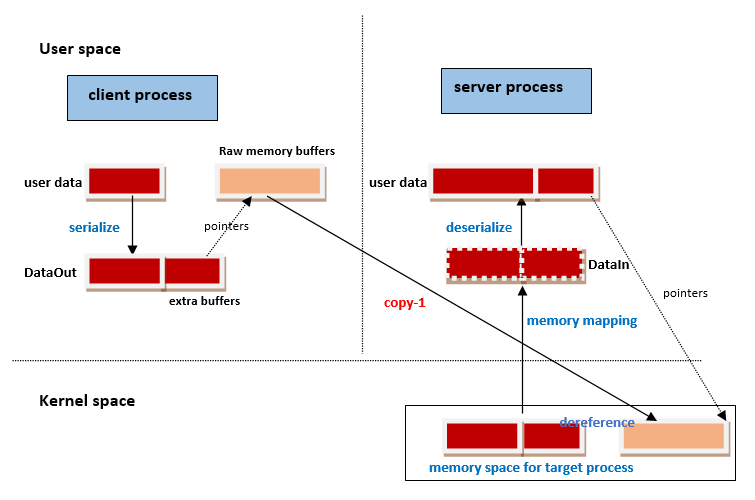 User space
client process
server process
Raw memory buffers
user data
user data
serialize
pointers
deserialize
DataOut
DataIn
extra buffers
copy-1
pointers
memory mapping
Kernel space
dereference
memory space for target process